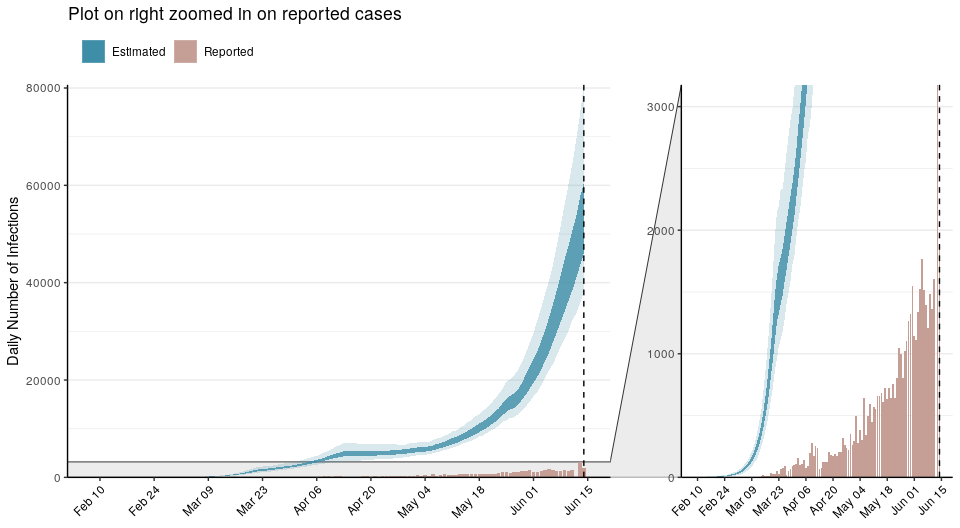 Plot on right zoomed in on reported cases
Estimated Reported
Daily Number of Infections
80000
60000
40000
20000
0
Feb 10 Feb 24 Mar 09 Mar 23 Apr 06 Apr 20 May 04 May 18 Jun 01 Jun 15
3000
2000
1000
0
Feb 10 Feb 24 Mar 09 Mar 23 Apr 06 Apr 20 May 04 May 18 Jun 01 Jun 15